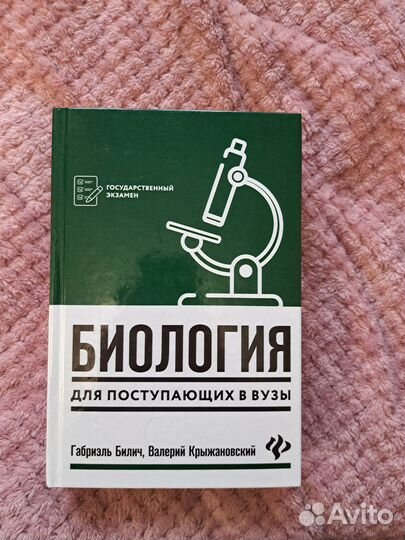 ГОСУДАРСТВЕННЫЙ
ЭКЗАМЕН
БИОЛОГИЯ
ДЛЯ ПОСТУПАЮЩИХ В ВУЗЫ
Габриэль Билич, Валерий Крыжановский
Avito